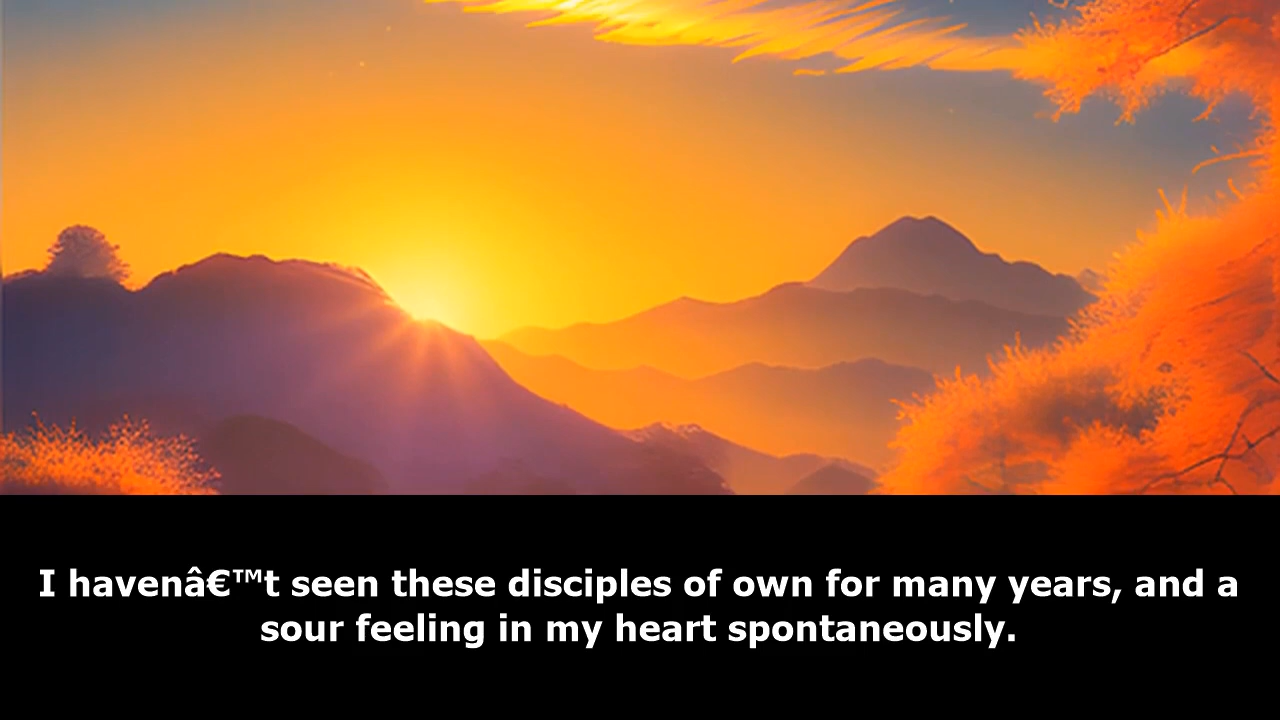 I havenâ€™t seen these disciples of own for many years, and a
sour feeling in my heart spontaneously.